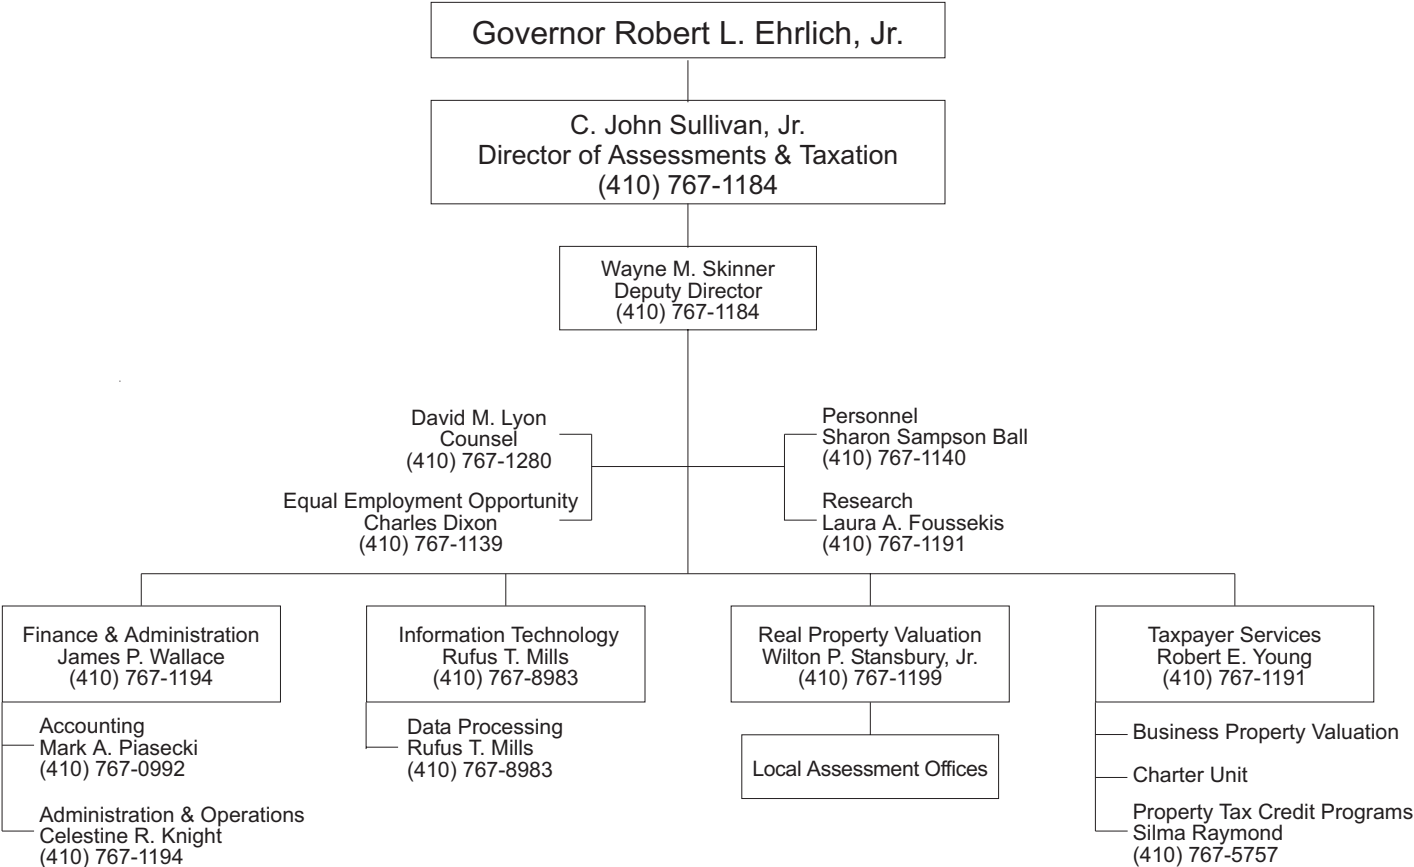 Governor Robert L. Ehrlich, Jr.
C. John Sullivan, Jr.
Director of Assessments & Taxation
(410) 767-1184
Wayne M. Skinner
Deputy Director
(410) 767-1184
David M. Lyon
Counsel
(410) 767-1280
Equal Employment Opportunity
Charles Dixon
(410) 767-1139
Personnel
Sharon Sampson Ball
(410) 767-1140
Research
Laura A. Foussekis
(410) 767-1191
Finance & Administration
James P. Wallace
(410) 767-1194
Accounting
Mark A. Piasecki
(410) 767-0992
Administration & Operations
Celestine R. Knight
(410) 767-1194
Information Technology
Rufus T. Mills
(410) 767-8983
Data Processing
Rufus T. Mills
(410) 767-8983
Real Property Valuation
Wilton P. Stansbury, Jr.
(410) 767-1199
Local Assessment Offices
Taxpayer Services
Robert E. Young
(410) 767-1191
Business Property Valuation
Charter Unit
Property Tax Credit Programs
Silma Raymond
(410) 767-5757